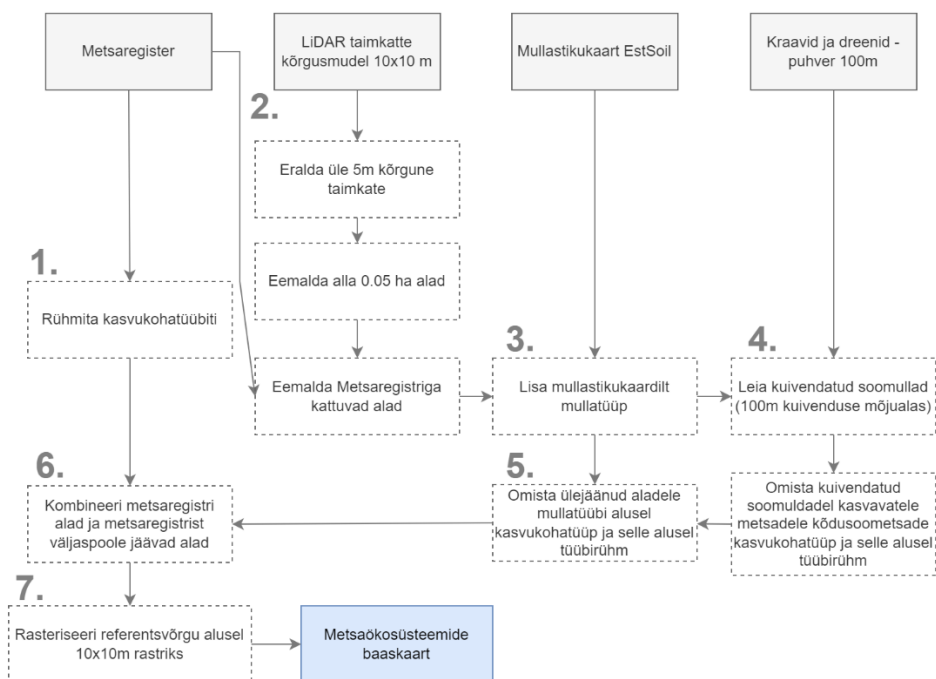 Metsaregister
LiDAR taimkatte
kõrgusmudel 10x10 m
Mullastikukaart EstSoil
Kraavid ja dreenid -
puhver 100m
2.
Eralda üle 5m kõrgune
taimkate
1.
Rühmita kasvukohatüübiti
Eemalda alla 0.05 ha alad
Eemalda Metsaregistriga
kattuvad alad
3.
Lisa mullastikukaardilt
mullatüüp
4.
Leia kuivendatud soomullad
(100m kuivenduse mõjualas)
6.
Kombineeri metsaregistri
alad ja metsaregistrist
väljaspoole jäävad alad
5.
Omista ülejäänud aladele
mullatüübi alusel
kasvukohatüüp ja selle alusel
tüübirühm
Omista kuivendatud
soomuldadel kasvavatele
metsadele kõdusoometsade
kasvukohatüüp ja selle alusel
tüübirühm
7.
Rasteriseeri referentsvõrgu alusel
10x10m rastriks
Metsaökosüsteemide
baaskaart